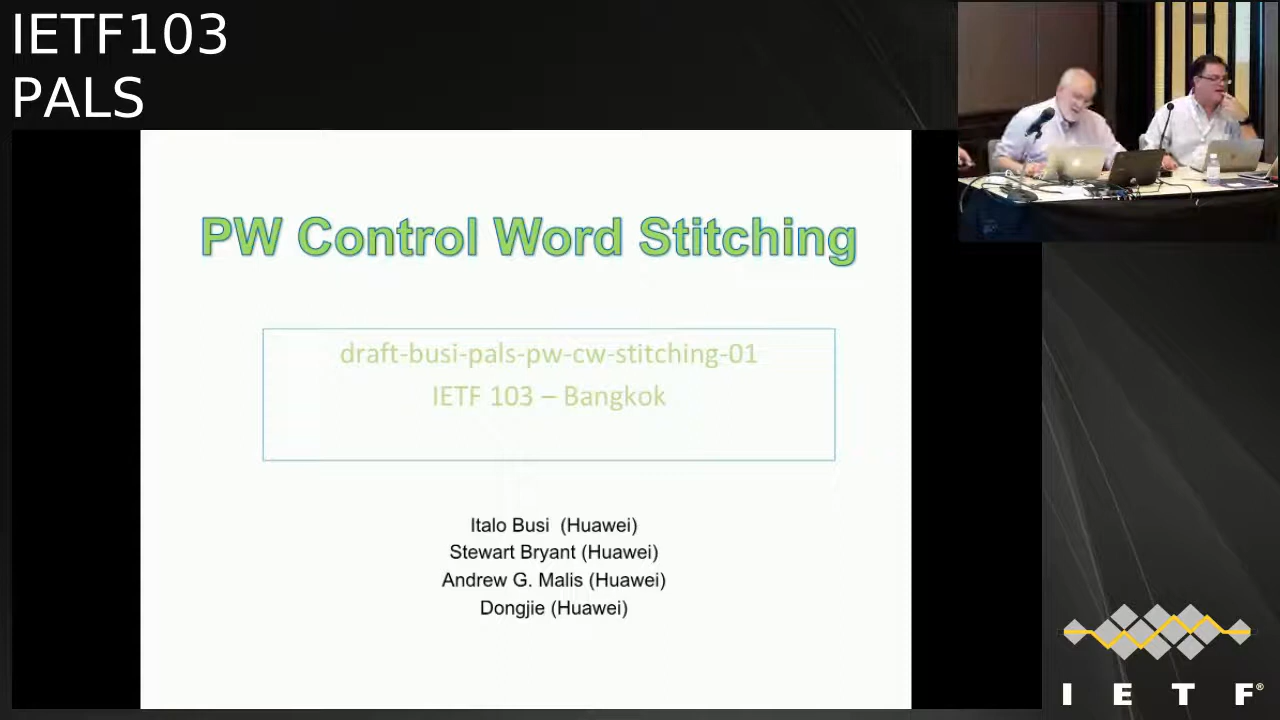 IETF103
PALS
PW Control Word Stitching
draft-busi-pals-pw-cw-stitching-01
IETF 103 – Bangkok
Italo Busi (Huawei)
Stewart Bryant (Huawei)
Andrew G. Malis (Huawei)
Dongjie (Huawei)
I E T F®